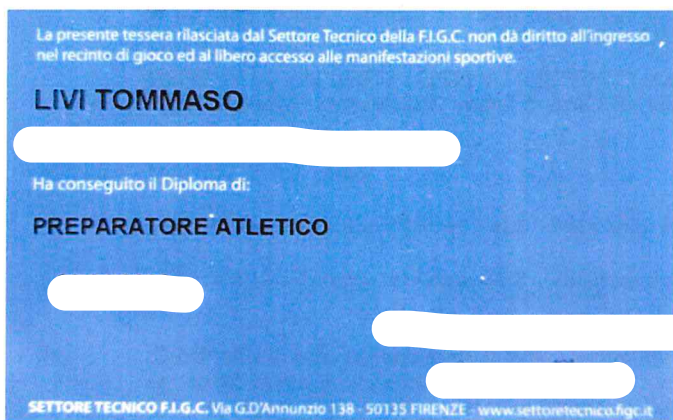 La presente tessera rilasciata dal Settore Tecnico della F.I.G.C. non dà diritto all'ingresso
nel recinto di gioco ed al libero accesso alle manifestazioni sportive.
LIVI TOMMASO
Ha conseguito il Diploma di:
PREPARATORE ATLETICO
SETTORE TECNICO F.I.G.C. Via G.D'Annunzio 138 - 50135 FIRENZE - www.settoretecnico.figc.it